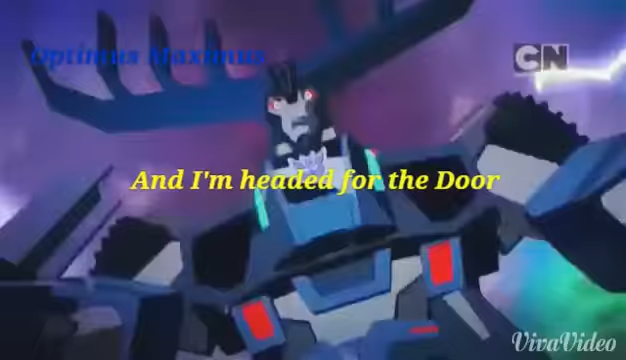 Optimus Maximus
CN
And I'm headed for the Door
VivaVideo